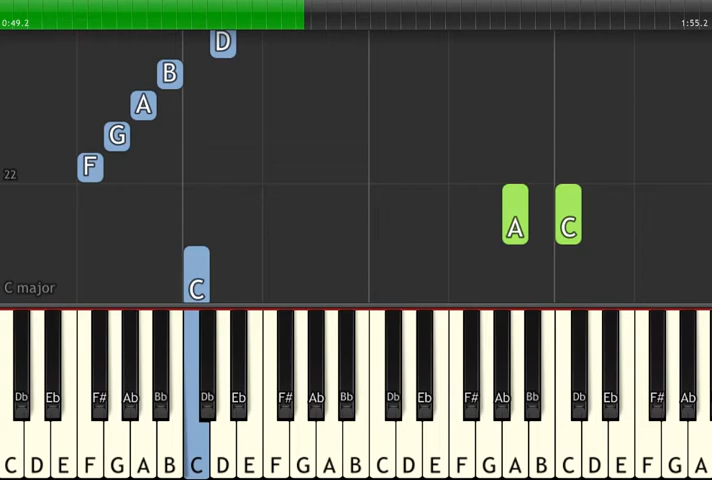 0:49.2 1:55.2
D
B
A
G
F
22
A C
C major
C
Db Eb F# Ab Bb Db Eb F# Ab Bb Db Eb F# Ab Bb Db Eb F# Ab
C D E F G A B C D E F G A B C D E F G A B C D E F G A